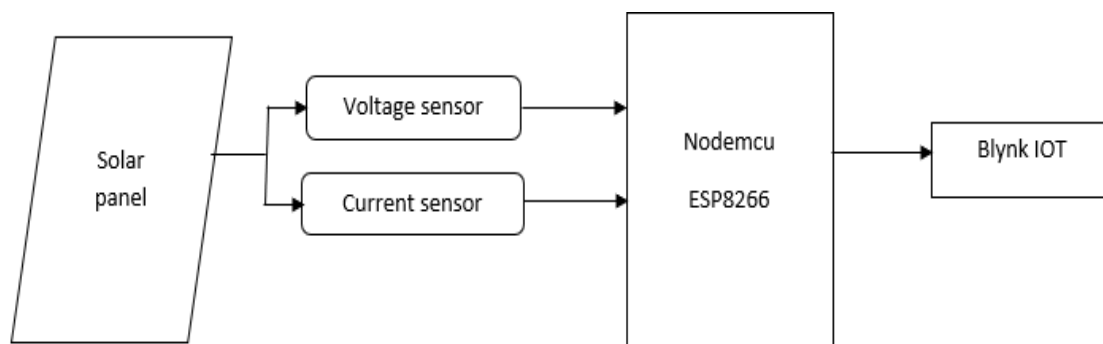 Solar
panel
Voltage sensor
Current sensor
Nodemcu
ESP8266
Blynk IOT